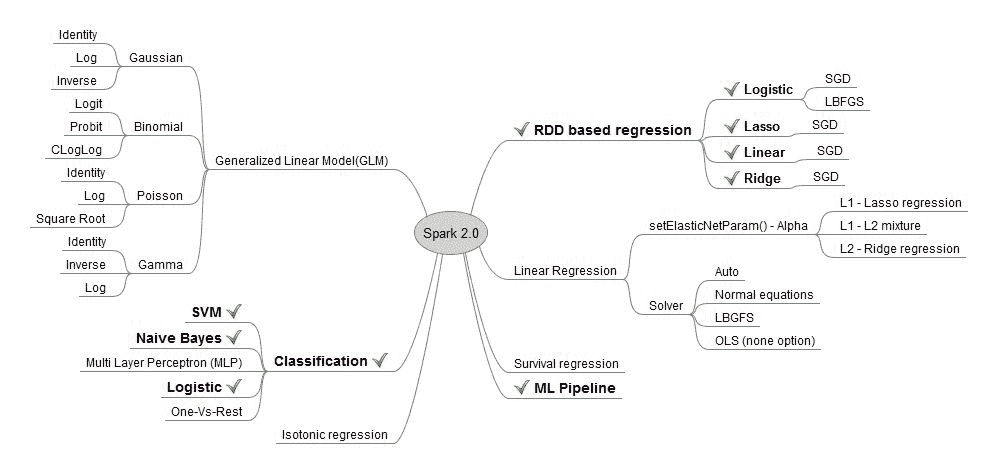 Spark 2.0
Generalized Linear Model(GLM)
Gaussian
Identity
Log
Inverse
Binomial
Logit
Probit
CLogLog
Poisson
Identity
Log
Square Root
Gamma
Identity
Inverse
Log
Classification
SVM
Naive Bayes
Multi Layer Perceptron (MLP)
Logistic
One-Vs-Rest
Isotonic regression
RDD based regression
Logistic
SGD
LBFGS
Lasso
SGD
Linear
SGD
Ridge
SGD
Linear Regression
setElasticNetParam() - Alpha
L1 - Lasso regression
L1 - L2 mixture
L2 - Ridge regression
Solver
Auto
Normal equations
LBGFS
OLS (none option)
Survival regression
ML Pipeline